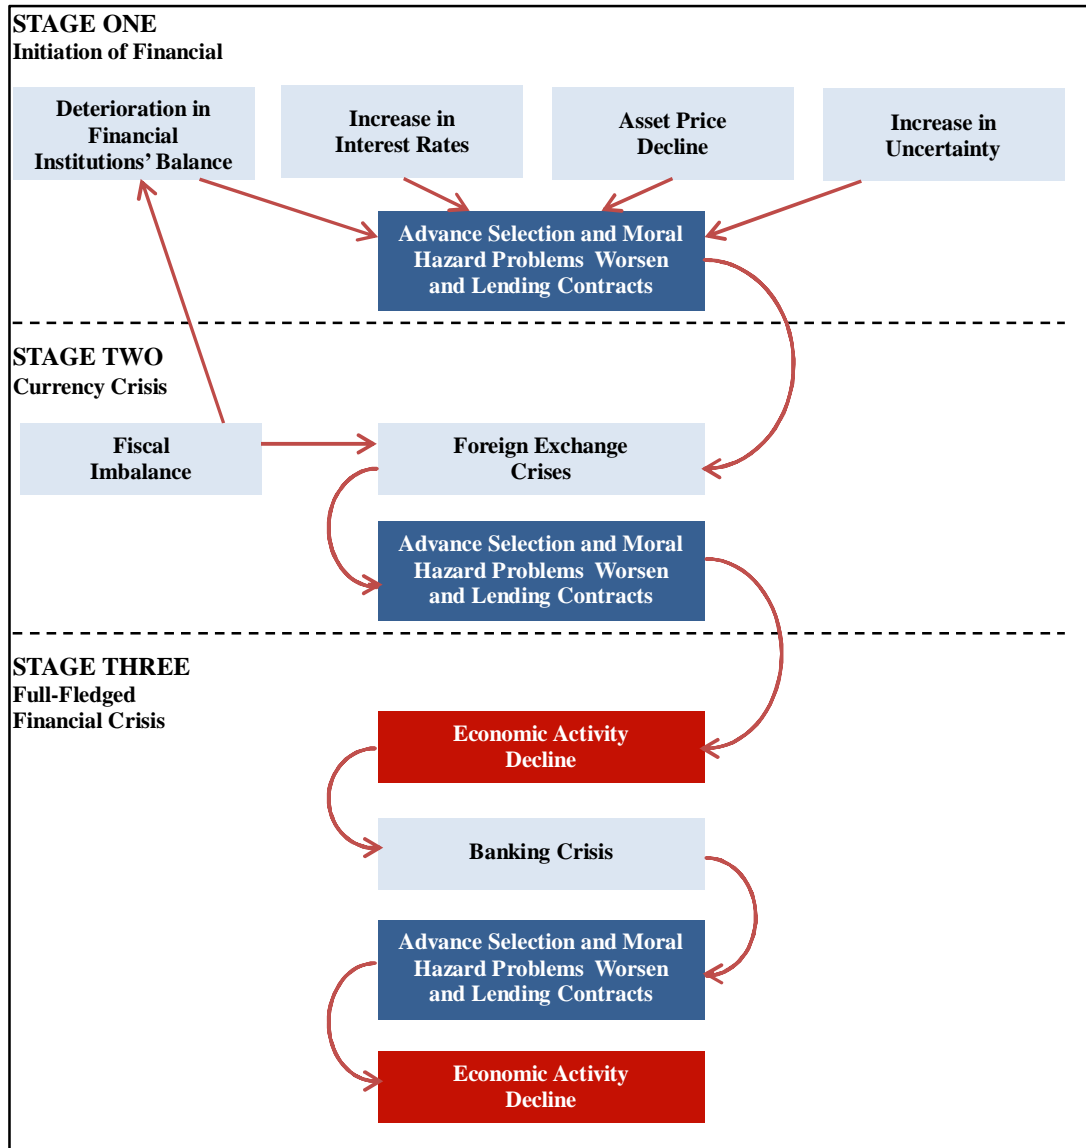 STAGE ONE
Initiation of Financial
Deterioration in
Financial
Institutions’ Balance
Increase in
Interest Rates
Asset Price
Decline
Increase in
Uncertainty
Advance Selection and Moral
Hazard Problems Worsen
and Lending Contracts
STAGE TWO
Currency Crisis
Fiscal
Imbalance
Foreign Exchange
Crises
Advance Selection and Moral
Hazard Problems Worsen
and Lending Contracts
STAGE THREE
Full-Fledged
Financial Crisis
Economic Activity
Decline
Banking Crisis
Advance Selection and Moral
Hazard Problems Worsen
and Lending Contracts
Economic Activity
Decline